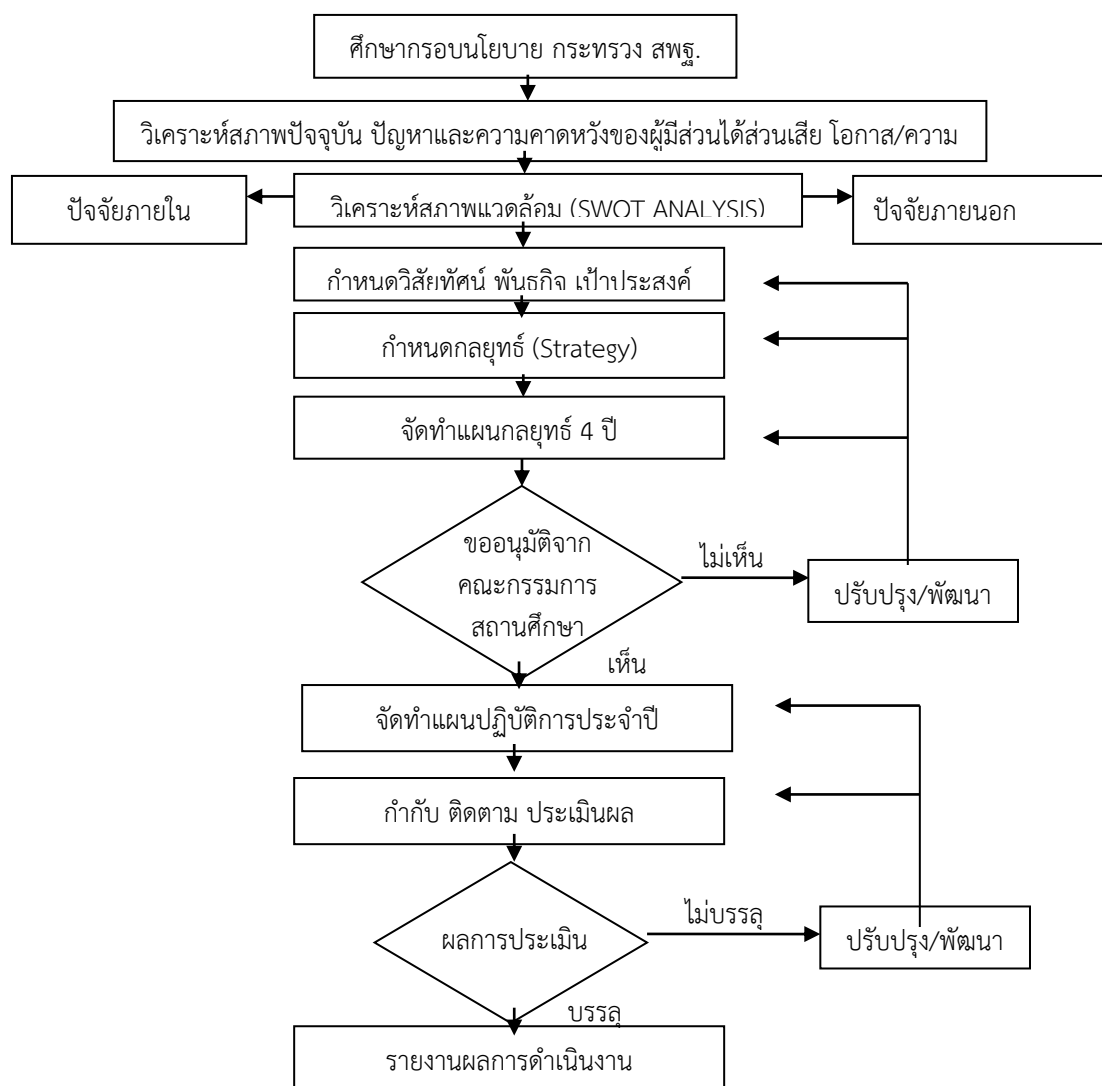 ศึกษากรอบนโยบาย กระทรวง สพฐ.
วิเคราะห์สภาพปัจจุบัน ปัญหาและความคาดหวังของผู้มีส่วนได้ส่วนเสีย โอกาส/ความ
ปัจจัยภายใน
วิเคราะห์สภาพแวดล้อม (SWOT ANALYSIS)
ปัจจัยภายนอก
กำหนดวิสัยทัศน์ พันธกิจ เป้าประสงค์
กำหนดกลยุทธ์ (Strategy)
จัดทำแผนกลยุทธ์ 4 ปี
ขออนุมัติจาก
คณะกรรมการ
สถานศึกษา
ไม่เห็น
ปรับปรุง/พัฒนา
เห็น
จัดทำแผนปฏิบัติการประจำปี
กำกับ ติดตาม ประเมินผล
ผลการประเมิน
ไม่บรรลุ
ปรับปรุง/พัฒนา
บรรลุ
รายงานผลการดำเนินงาน